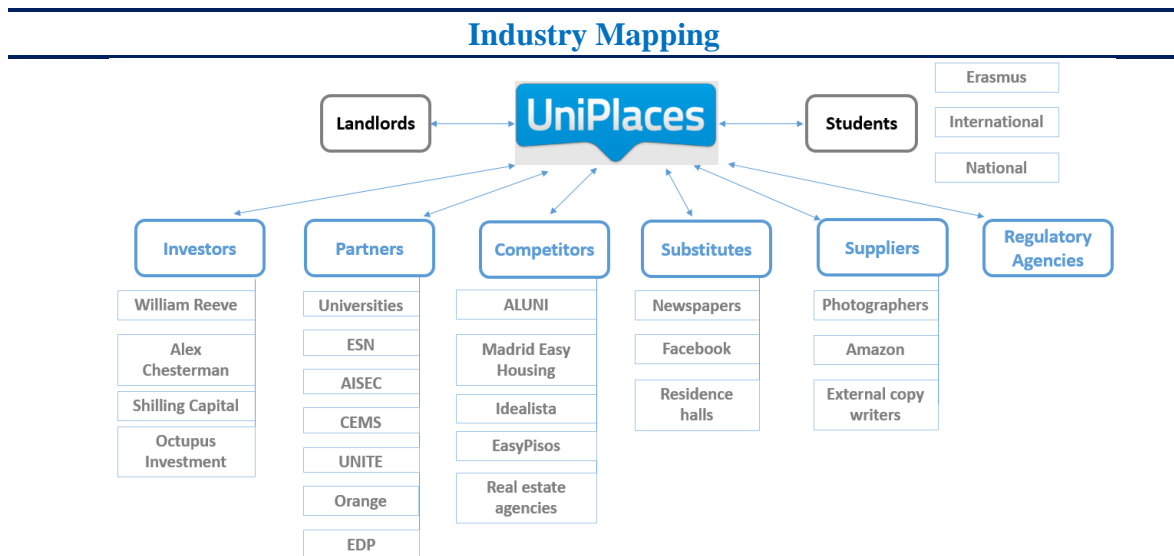 Industry Mapping
Landlords
UniPlaces
Students
Erasmus
International
National
Investors
William Reeve
Alex
Chesterman
Shilling Capital
Octupus
Investment
Partners
Universities
ESN
AISEC
CEMS
UNITE
Orange
EDP
Competitors
ALUNI
Madrid Easy
Housing
Idealista
EasyPisos
Real estate
agencies
Substitutes
Newspapers
Facebook
Residence
halls
Suppliers
Photographers
Amazon
External copy
writers
Regulatory
Agencies